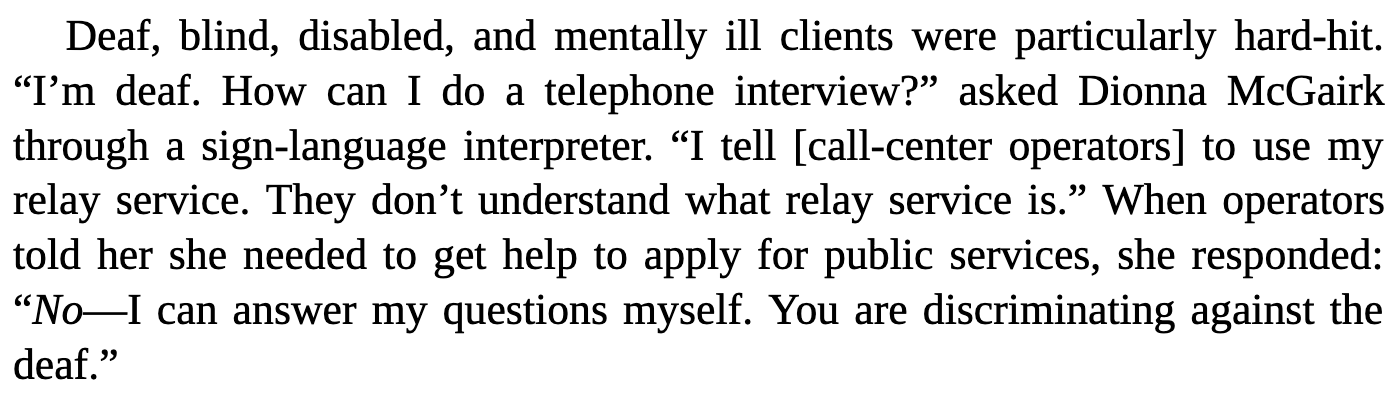 Deaf, blind, disabled, and mentally ill clients were particularly hard-hit.
“I’m deaf. How can I do a telephone interview?” asked Dionna McGairk
through a sign-language interpreter. “I tell [call-center operators] to use my
relay service. They don’t understand what relay service is.” When operators
told her she needed to get help to apply for public services, she responded:
“No—I can answer my questions myself. You are discriminating against the
deaf.”